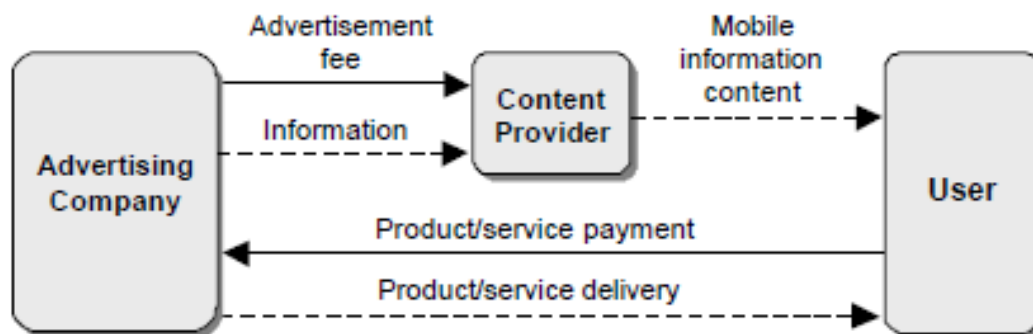 Advertisement
fee
Mobile
information
content
Content
Provider
Information
Advertising
Company
User
Product/service payment
Product/service delivery